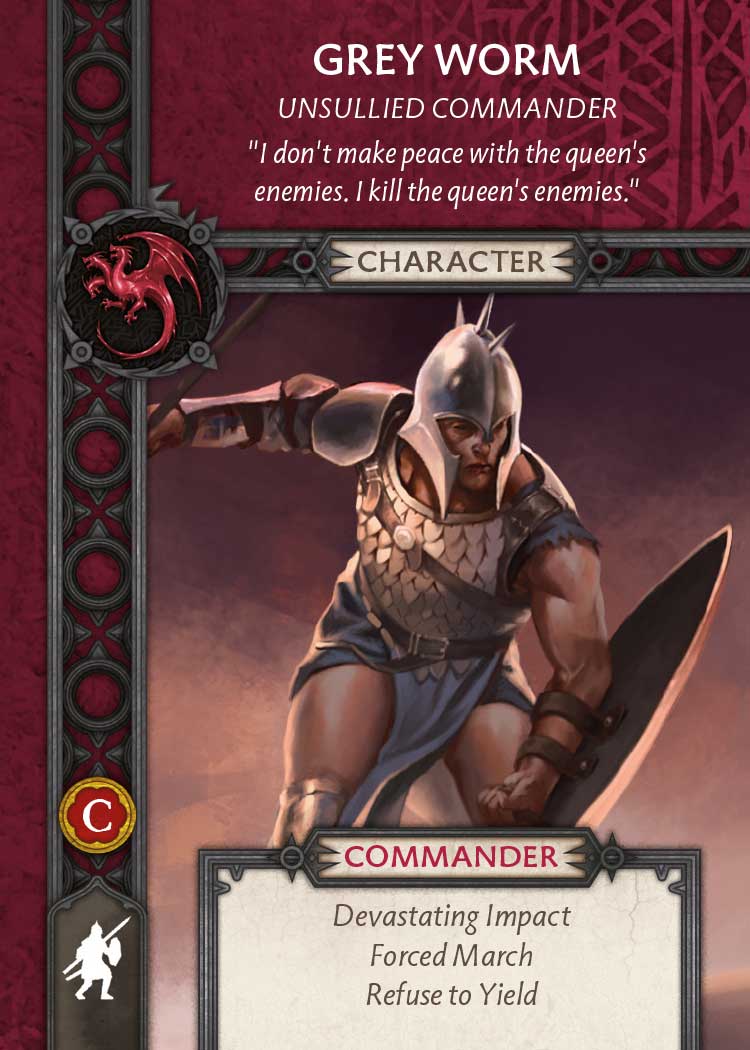 GREY WORM
UNSULLIED COMMANDER
"I don't make peace with the queen's
enemies. I kill the queen's enemies."
CHARACTER
C
COMMANDER
Devastating Impact
Forced March
Refuse to Yield